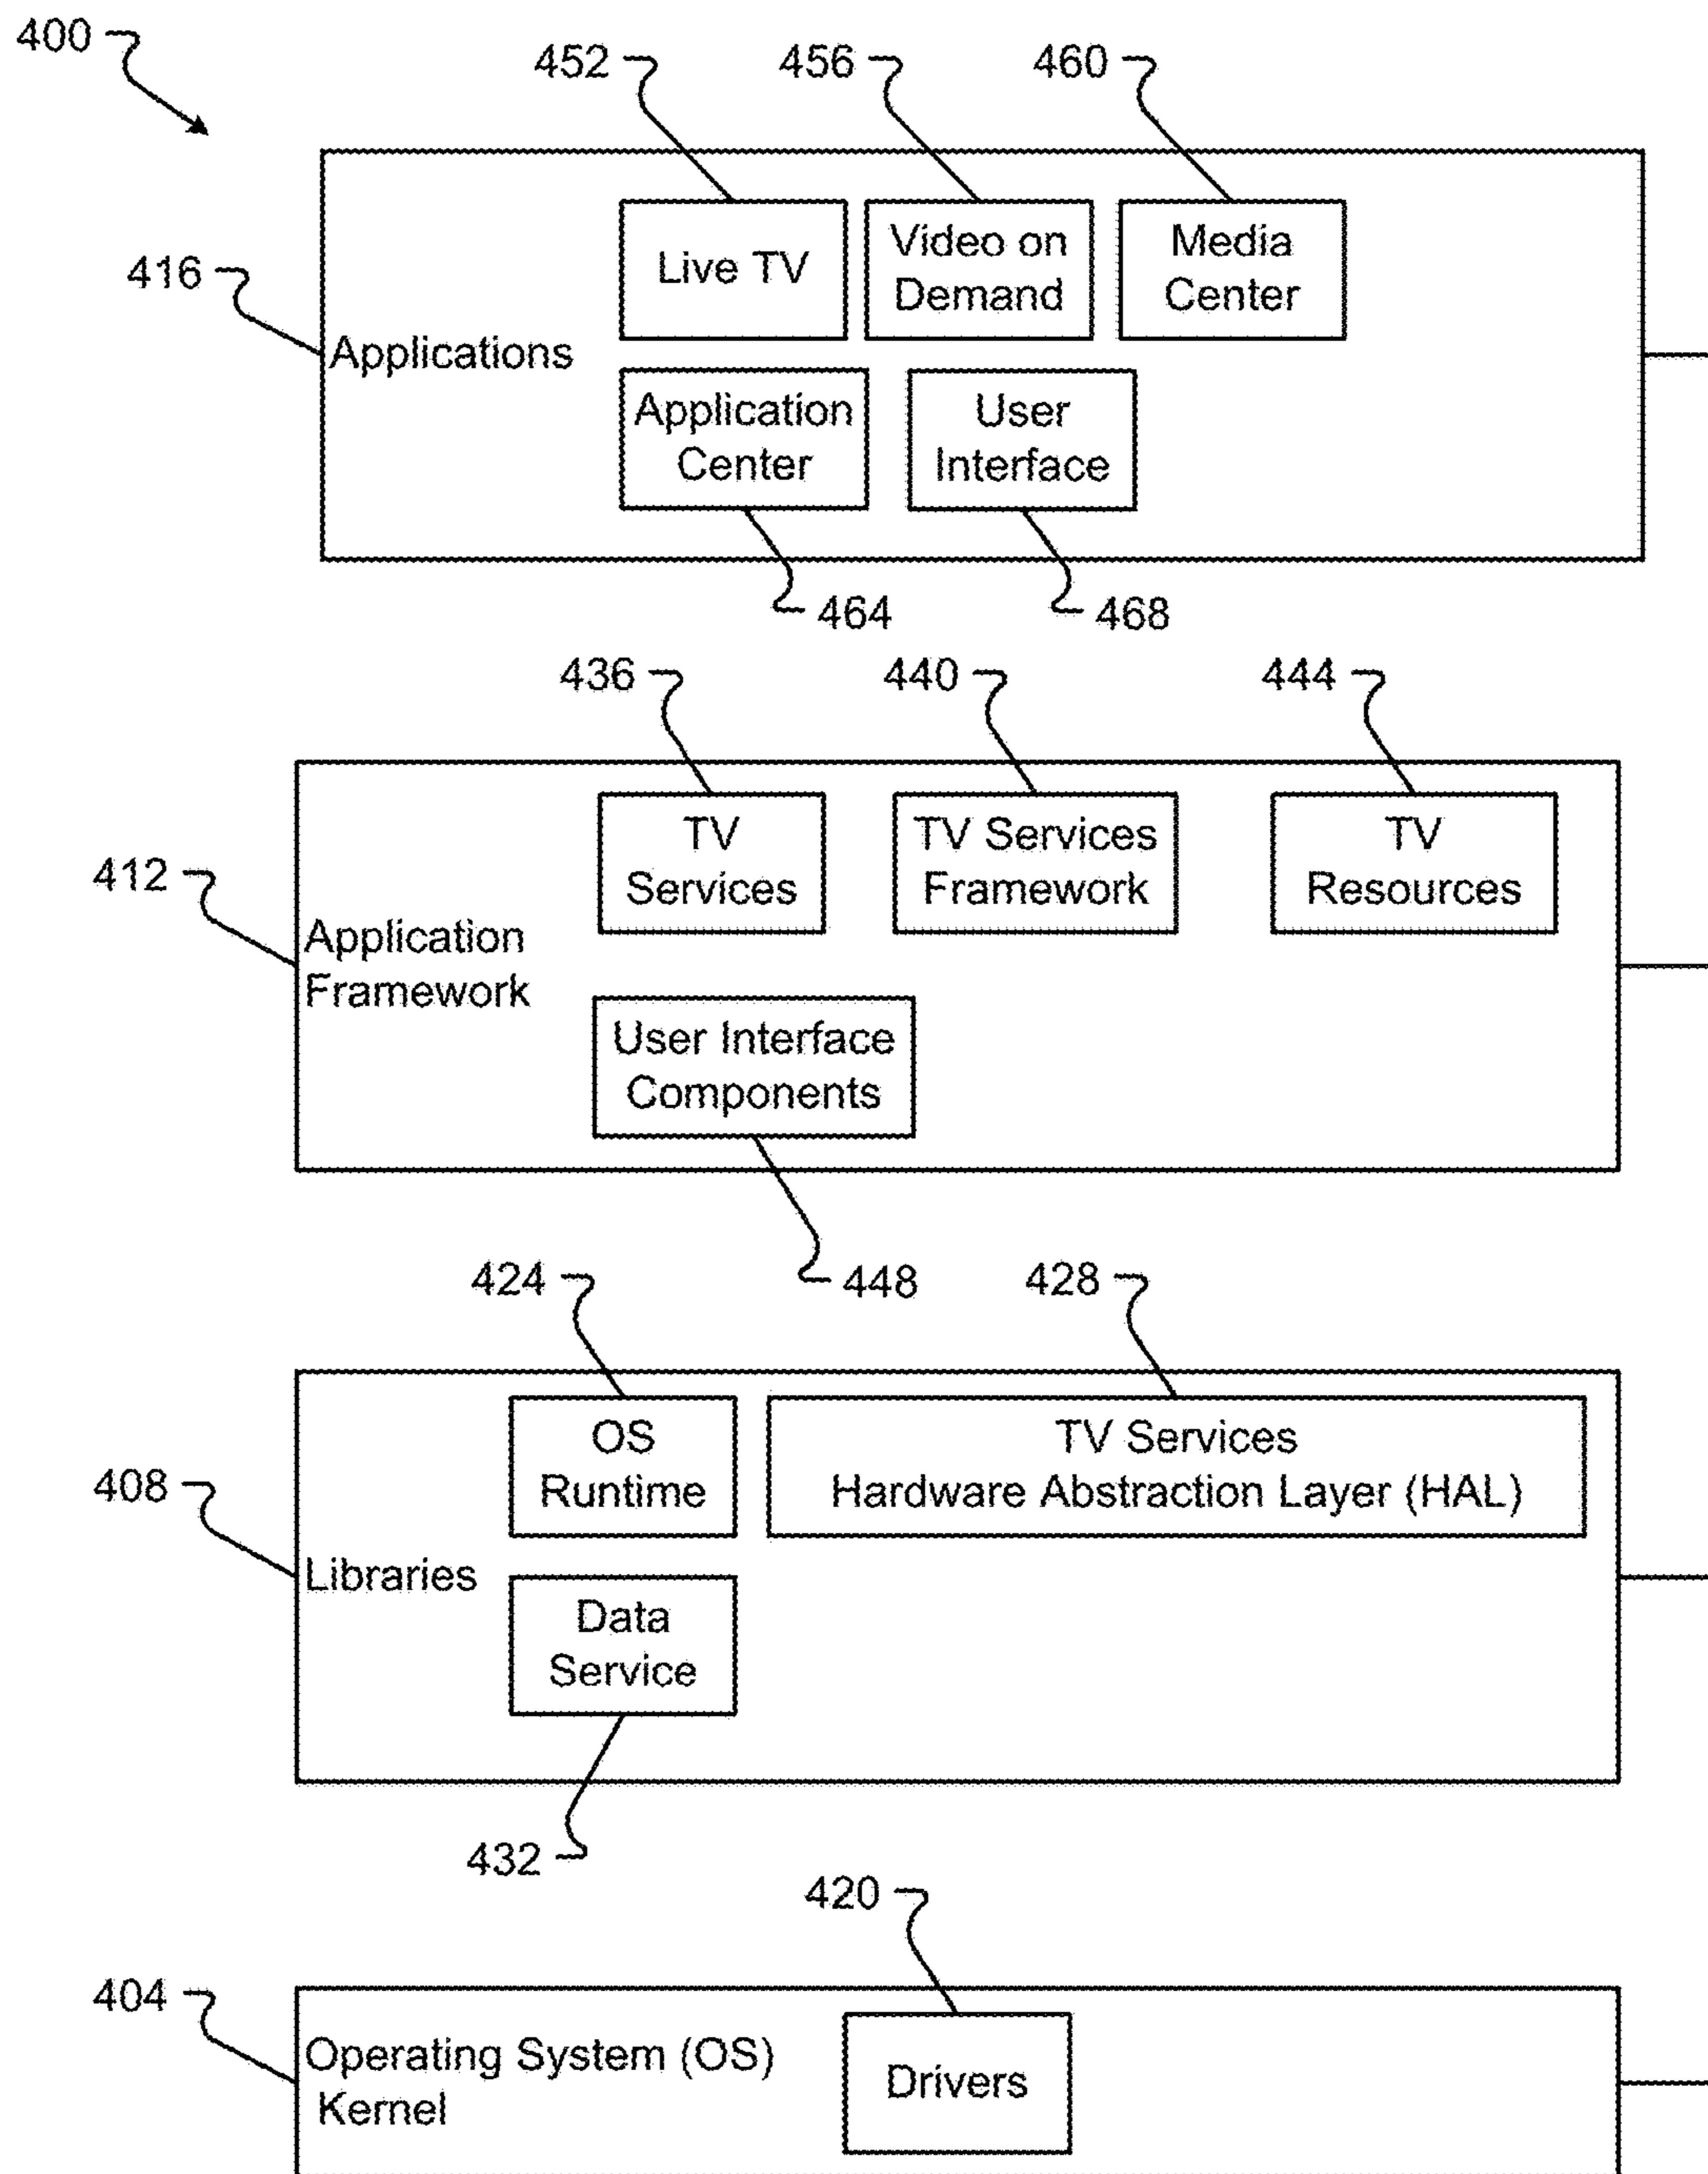 400
452
456
460
416
Applications
Live TV
Video on
Demand
Media
Center
Application
Center
User
Interface
464
468
436
440
444
412
Application
Framework
TV
Services
TV Services
Framework
TV
Resources
User Interface
Components
448
424
428
408
Libraries
OS
Runtime
TV Services
Hardware Abstraction Layer (HAL)
Data
Service
432
420
404
Operating System (OS)
Kernel
Drivers